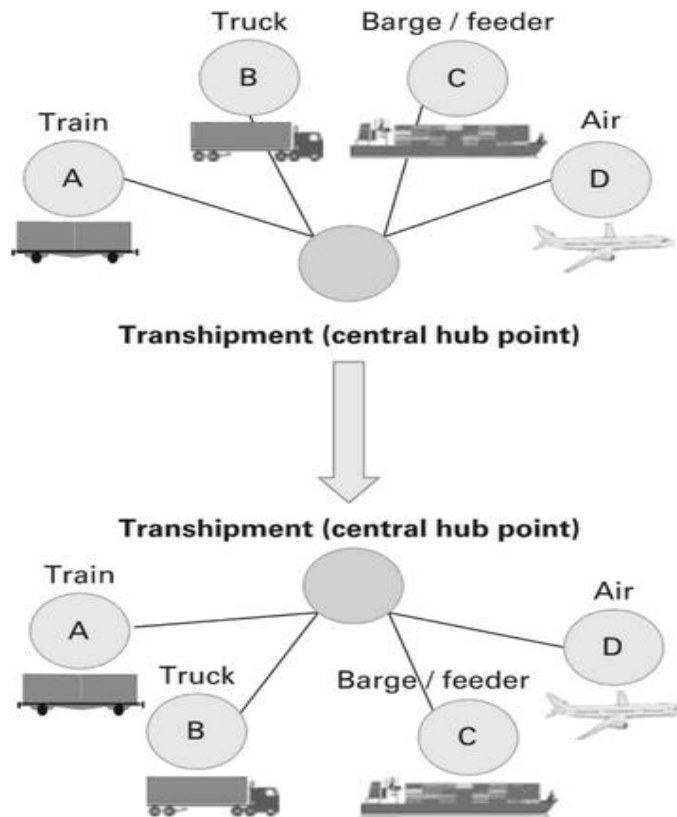 Truck
Barge / feeder
B
C
Train
Air
A
D
Transhipment (central hub point)
Transhipment (central hub point)
Train
Air
A
D
Truck
Barge / feeder
B
C